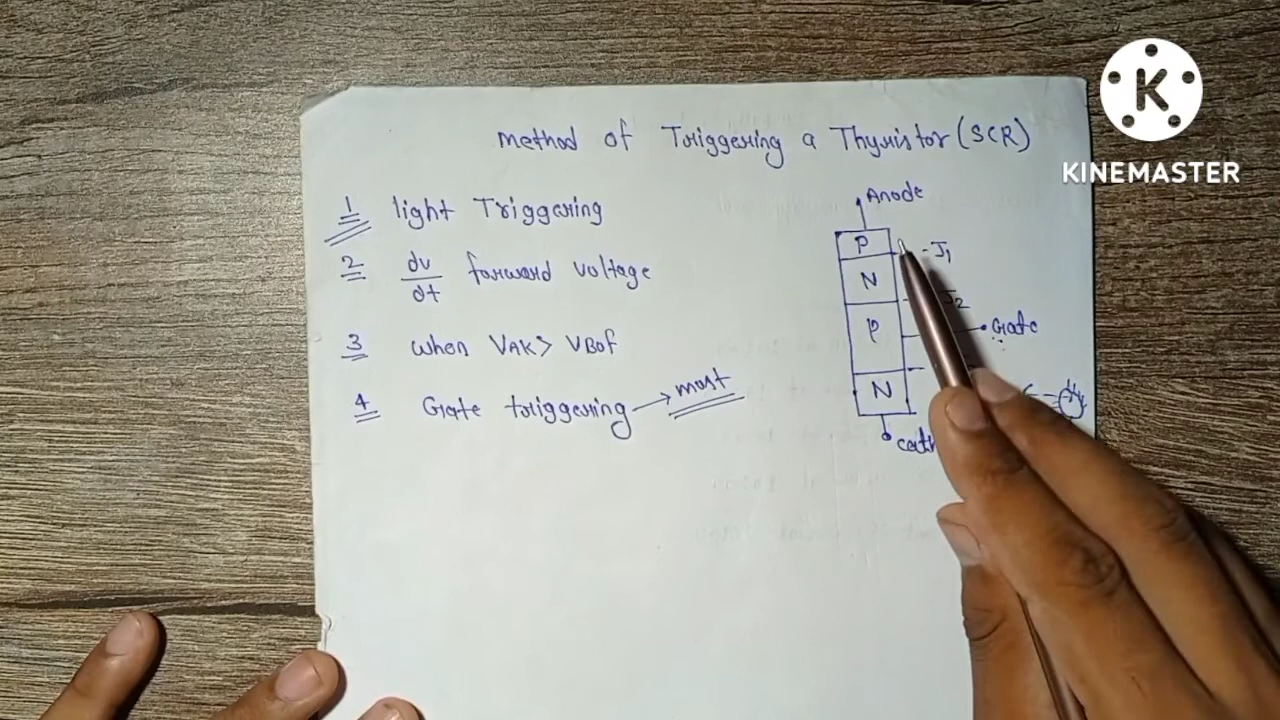 Method of Triggering a Thyristor (SCR)
1 light Triggering
2 dv/dt forward voltage
3 when VAK > VBof
4 Gate triggering → most
Anode
P
J1
N
J2
P
Gate
N
K
KINEMASTER